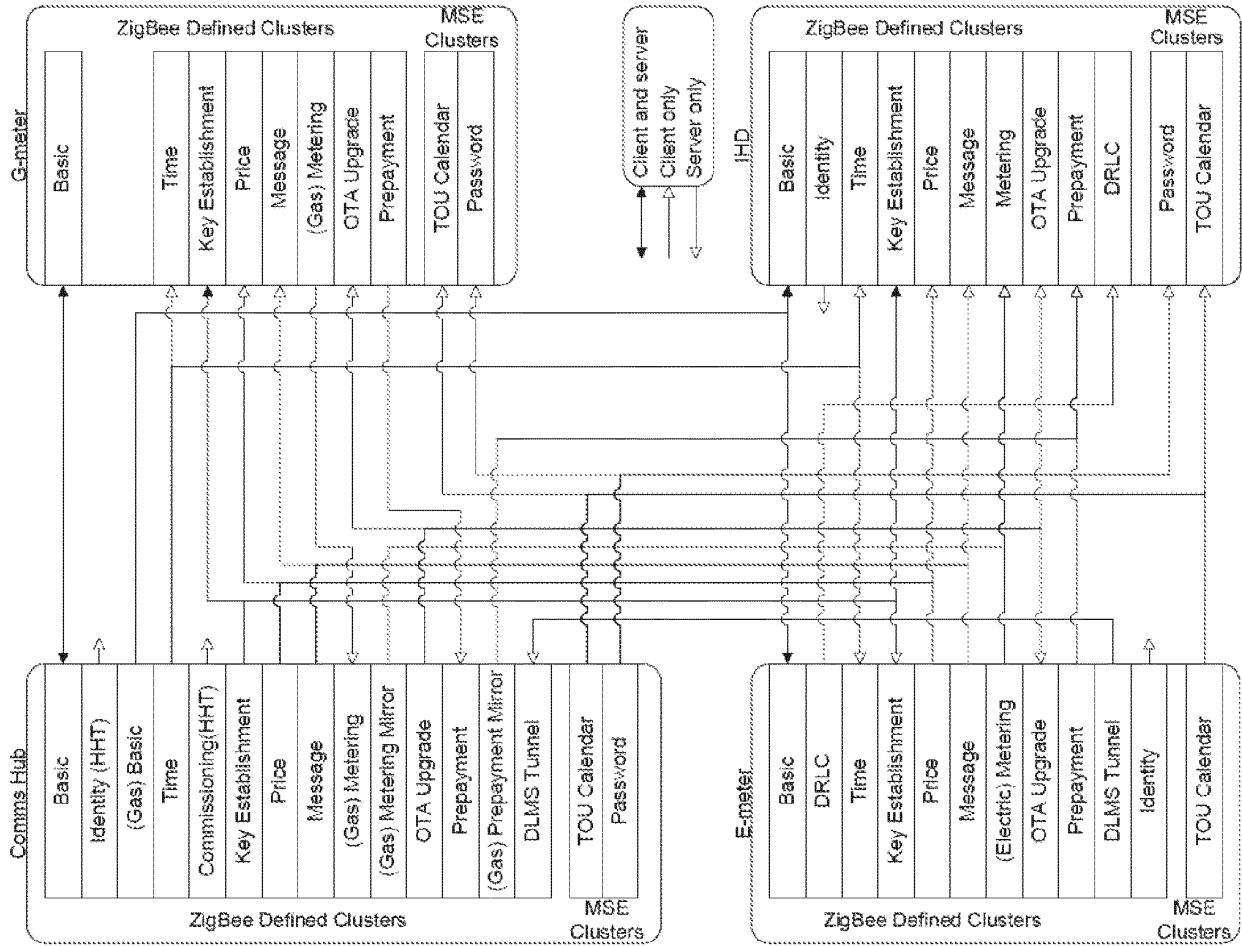 G-meter
ZigBee Defined Clusters
MSE
Clusters
Basic
Time
Key Establishment
Price
Message
(Gas) Metering
OTA Upgrade
Prepayment
TOU Calendar
Password
Client and server
Client only
Server only
IHD
ZigBee Defined Clusters
MSE
Clusters
Basic
Identity
Time
Key Establishment
Price
Message
Metering
OTA Upgrade
Prepayment
DRLC
Password
TOU Calendar
Comms Hub
Basic
Identity (HHT)
(Gas) Basic
Time
Commissioning(HHT)
Key Establishment
Price
Message
(Gas) Metering
(Gas) Metering Mirror
OTA Upgrade
Prepayment
(Gas) Prepayment Mirror
DLMS Tunnel
TOU Calendar
Password
ZigBee Defined Clusters
MSE
Clusters
E-meter
Basic
DRLC
Time
Key Establishment
Price
Message
(Electric) Metering
OTA Upgrade
Prepayment
DLMS Tunnel
Identity
TOU Calendar
ZigBee Defined Clusters
MSE
Clusters